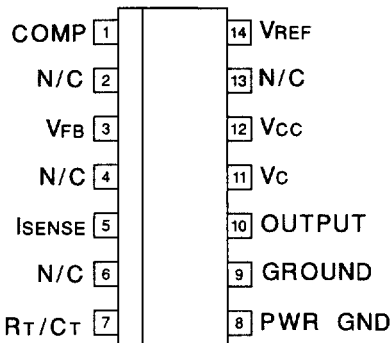 COMP 1 14 VREF
N/C 2 13 N/C
VFB 3 12 VCC
N/C 4 11 VC
ISENSE 5 10 OUTPUT
N/C 6 9 GROUND
RT/CT 7 8 PWR GND